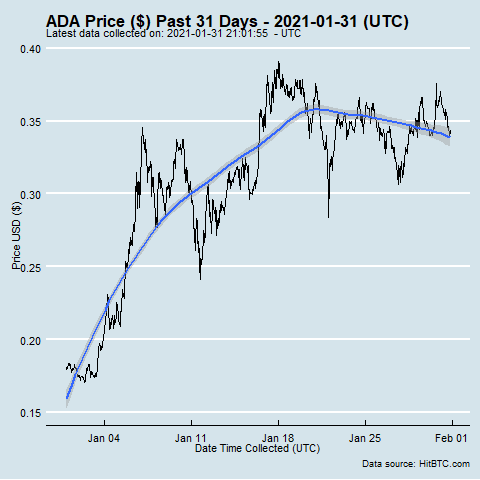 ADA Price ($) Past 31 Days - 2021-01-31 (UTC)
Latest data collected on: 2021-01-31 21:01:55 - UTC
0.40
0.35
0.30
0.25
0.20
0.15
Price USD ($)
Jan 04 Jan 11 Jan 18 Jan 25 Feb 01
Date Time Collected (UTC)
Data source: HitBTC.com